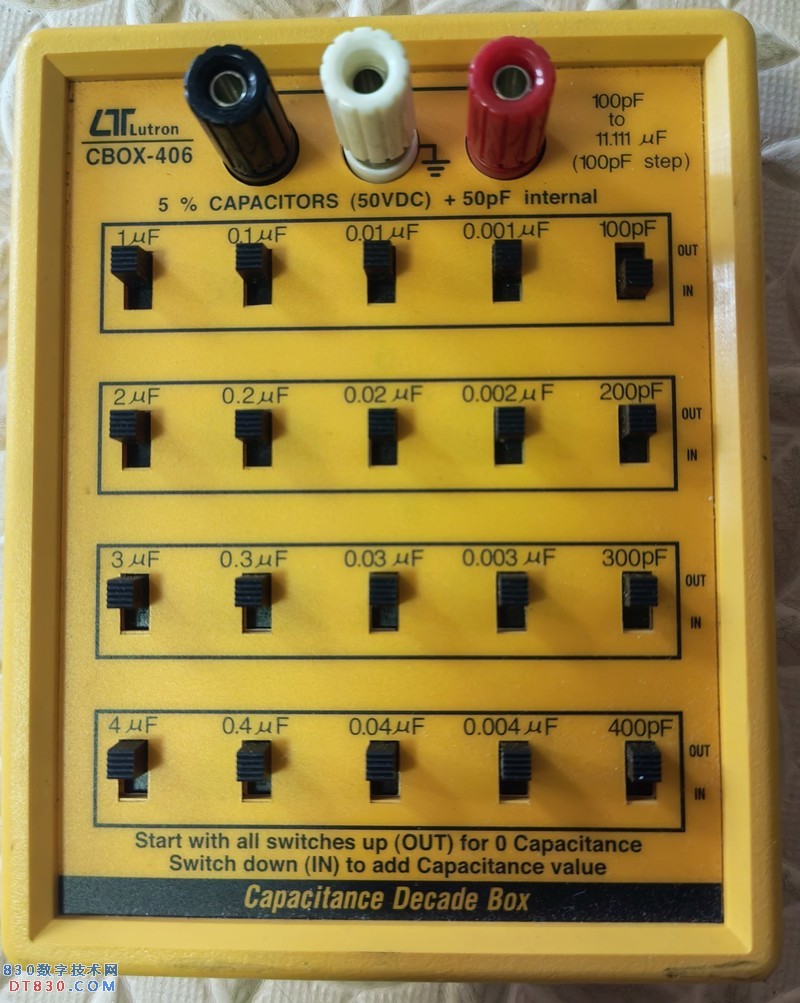 LT Lutron
CBOX-406
100pF
to
11.111 μF
(100pF step)
5 % CAPACITORS (50VDC) + 50pF internal
1μF 0.1μF 0.01μF 0.001μF 100pF
OUT
IN
2μF 0.2μF 0.02μF 0.002μF 200pF
OUT
IN
3μF 0.3μF 0.03μF 0.003μF 300pF
OUT
IN
4μF 0.4μF 0.04μF 0.004μF 400pF
OUT
IN
Start with all switches up (OUT) for 0 Capacitance
Switch down (IN) to add Capacitance value
Capacitance Decade Box
830数字技术网
DT830.COM